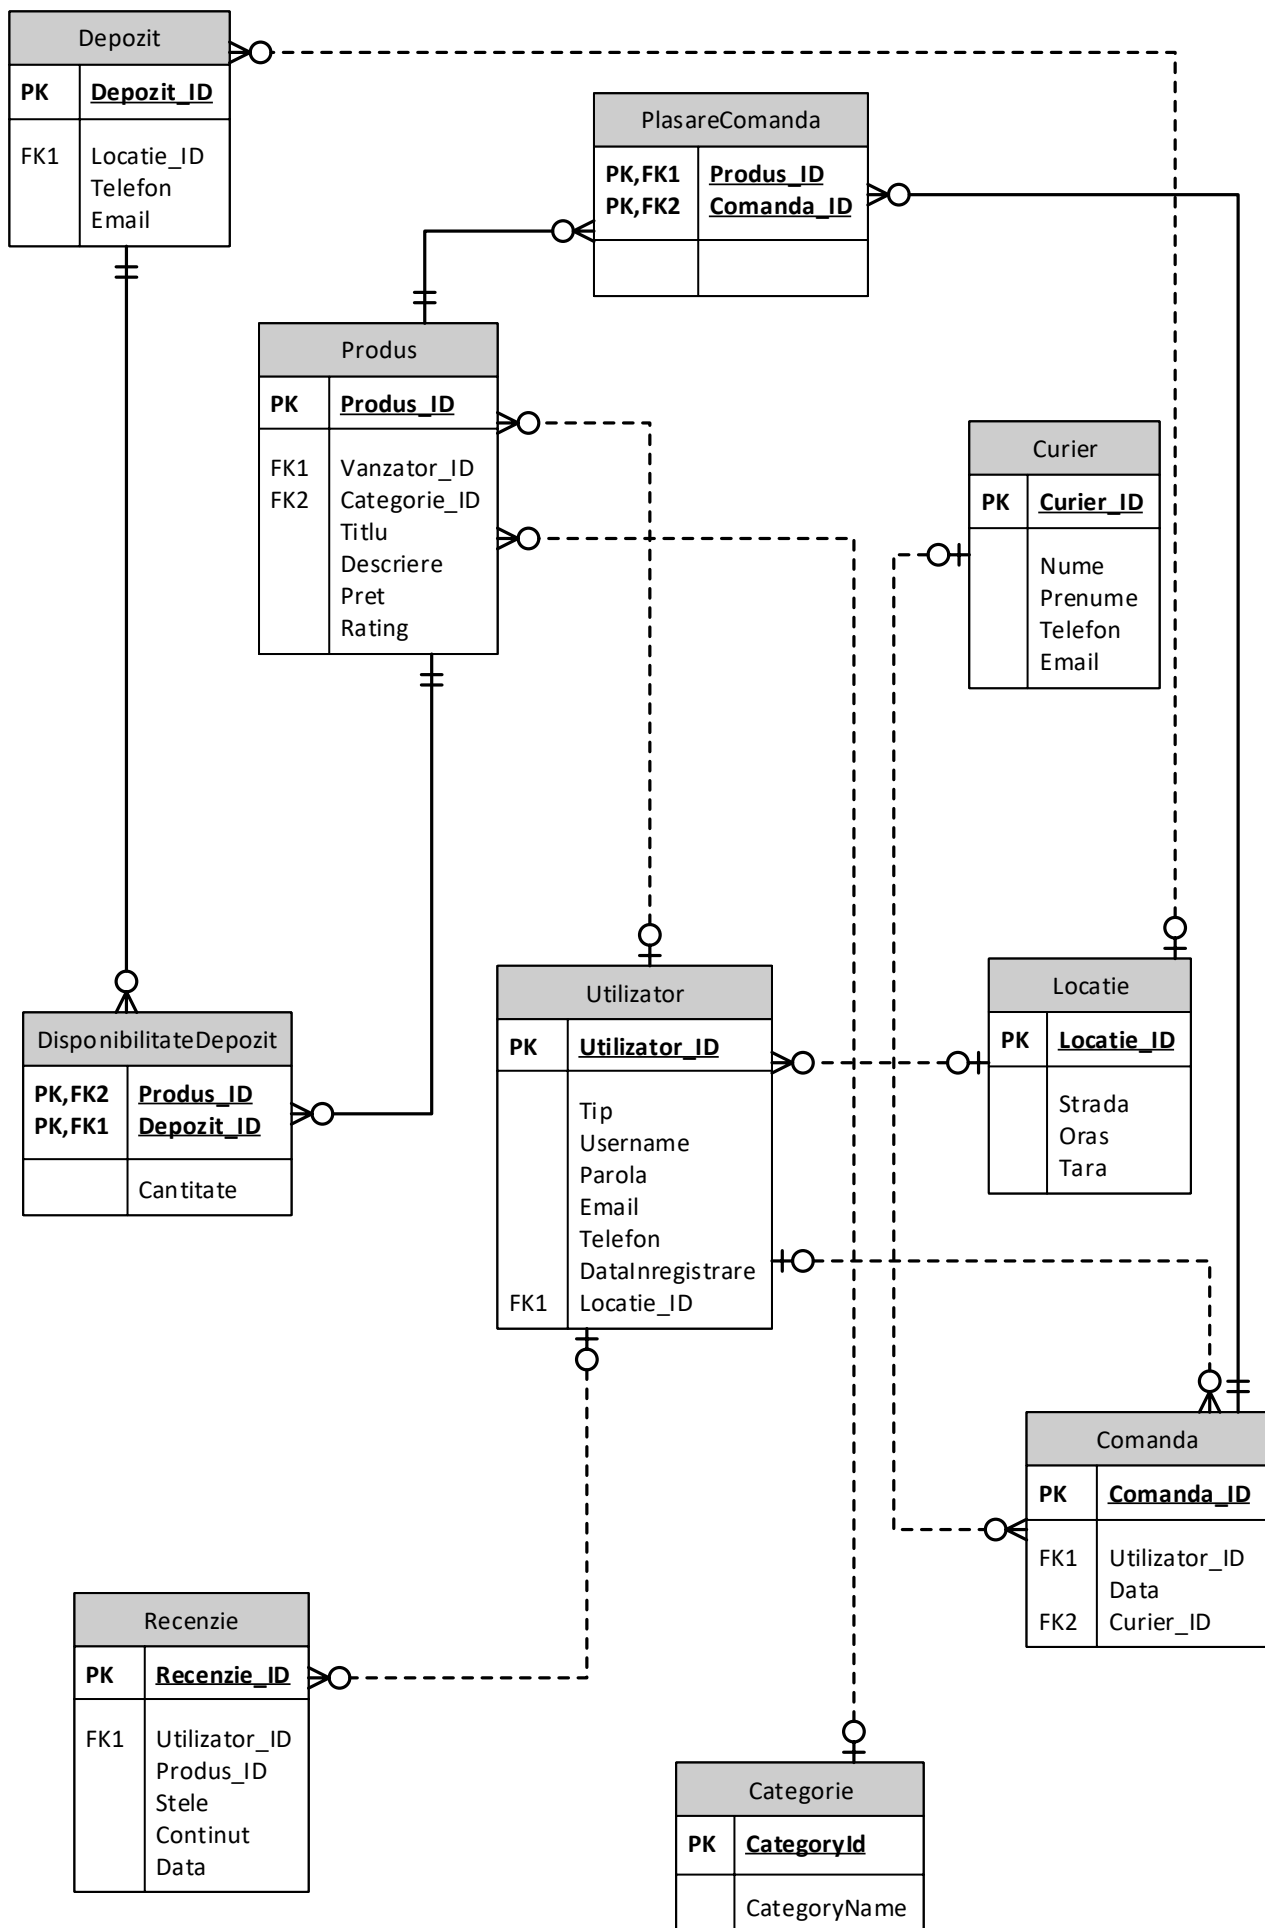 Depozit
PK Depozit_ID
FK1 Locatie_ID
Telefon
Email
PlasareComanda
PK,FK1 Produs_ID
PK,FK2 Comanda_ID
Produs
PK Produs_ID
FK1 Vanzator_ID
FK2 Categorie_ID
Titlu
Descriere
Pret
Rating
Curier
PK Curier_ID
Nume
Prenume
Telefon
Email
Utilizator
PK Utilizator_ID
Tip
Username
Parola
Email
Telefon
DataInregistrare
FK1 Locatie_ID
Locatie
PK Locatie_ID
Strada
Oras
Tara
DisponibilitateDepozit
PK,FK2 Produs_ID
PK,FK1 Depozit_ID
Cantitate
Comanda
PK Comanda_ID
FK1 Utilizator_ID
Data
FK2 Curier_ID
Recenzie
PK Recenzie_ID
FK1 Utilizator_ID
Produs_ID
Stele
Continut
Data
Categorie
PK CategoryId
CategoryName